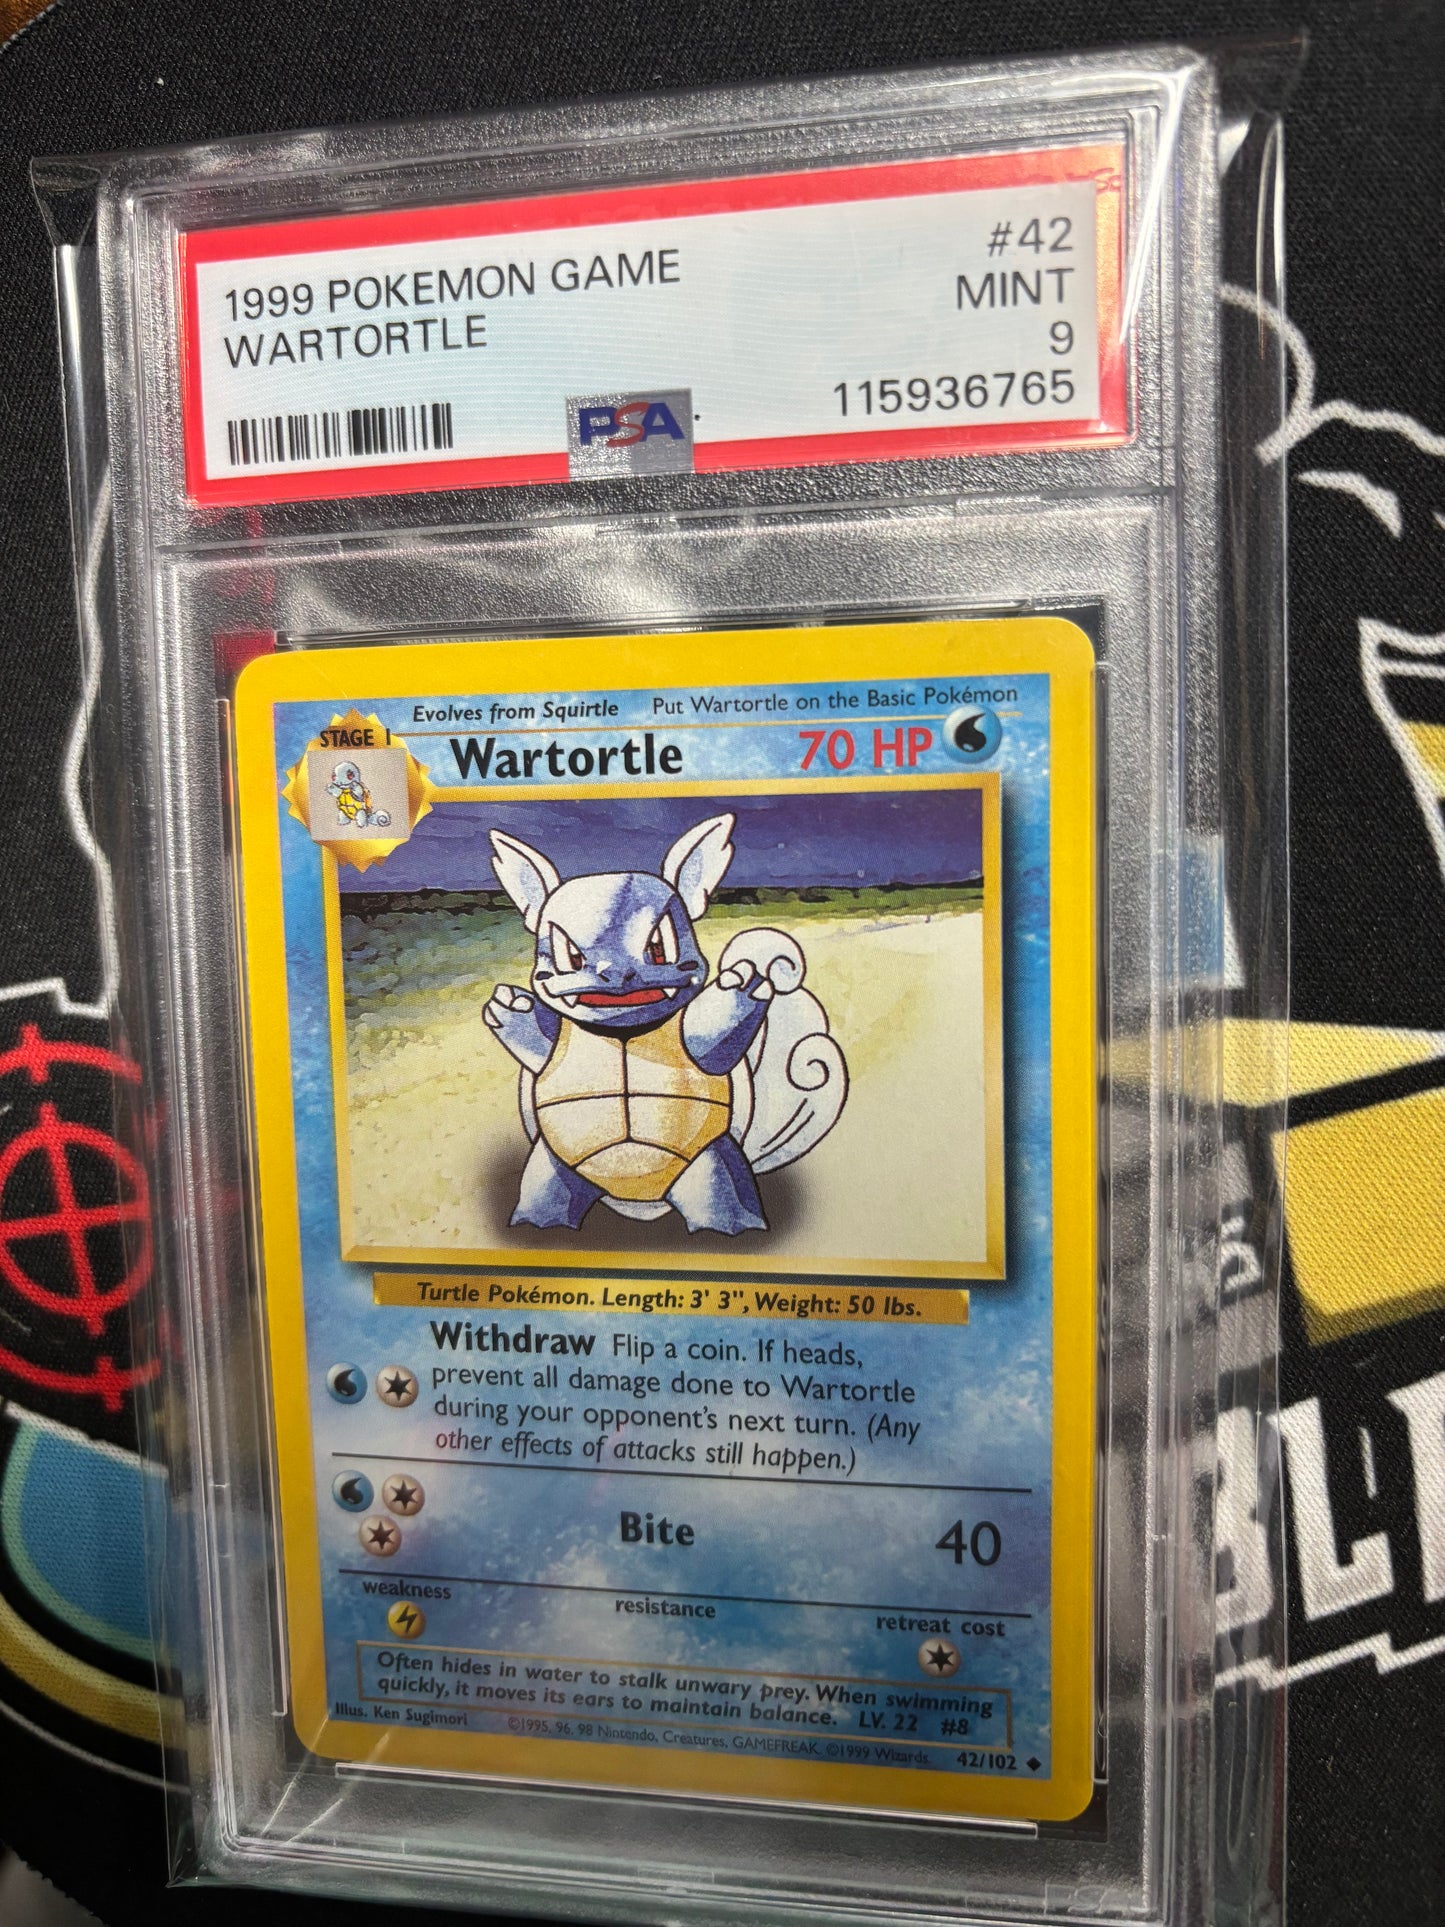 1999 POKEMON GAME #42
WARTORTLE MINT
9
PSA 115936765
Evolves from Squirtle Put Wartortle on the Basic Pokémon
STAGE 1 Wartortle 70 HP
Turtle Pokémon. Length: 3' 3", Weight: 50 lbs.
Withdraw Flip a coin. If heads,
prevent all damage done to Wartortle
during your opponent's next turn. (Any
other effects of attacks still happen.)
Bite 40
weakness resistance retreat cost
Often hides in water to stalk unwary prey. When swimming
quickly, it moves its ears to maintain balance. LV. 22 #8
Illus. Ken Sugimori ©1995, 96, 98 Nintendo, Creatures, GAMEFREAK. ©1999 Wizards. 42/102